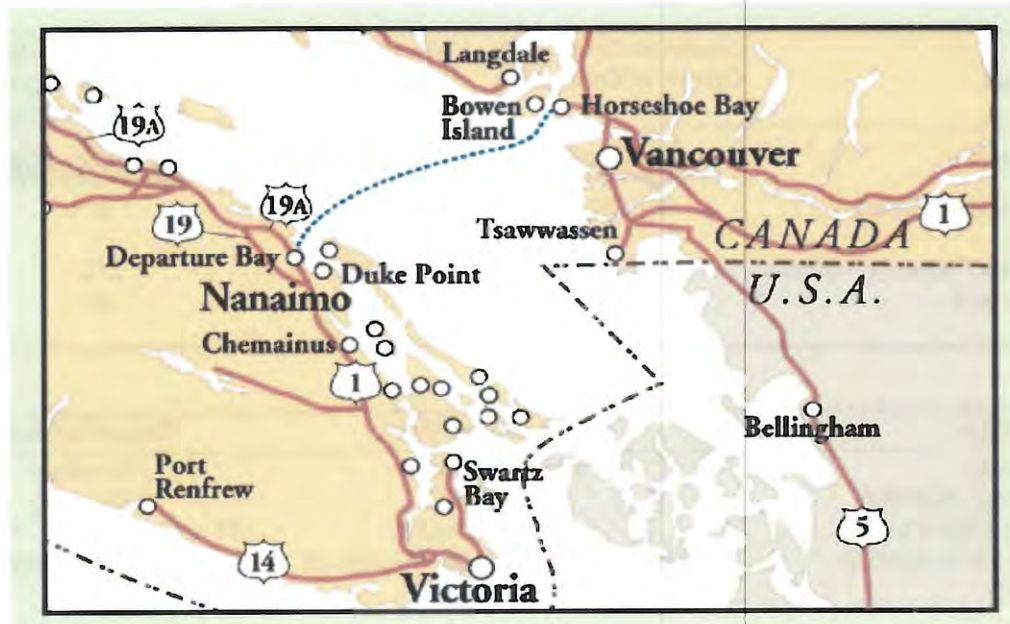 Langdale
Bowen
Island
Horseshoe Bay
19A
Vancouver
19A
19
1
Tsawwassen
CANADA
Departure Bay
Duke Point
U.S.A.
Nanaimo
Chemainus
1
Bellingham
Port
Renfrew
Swartz
Bay
5
14
Victoria